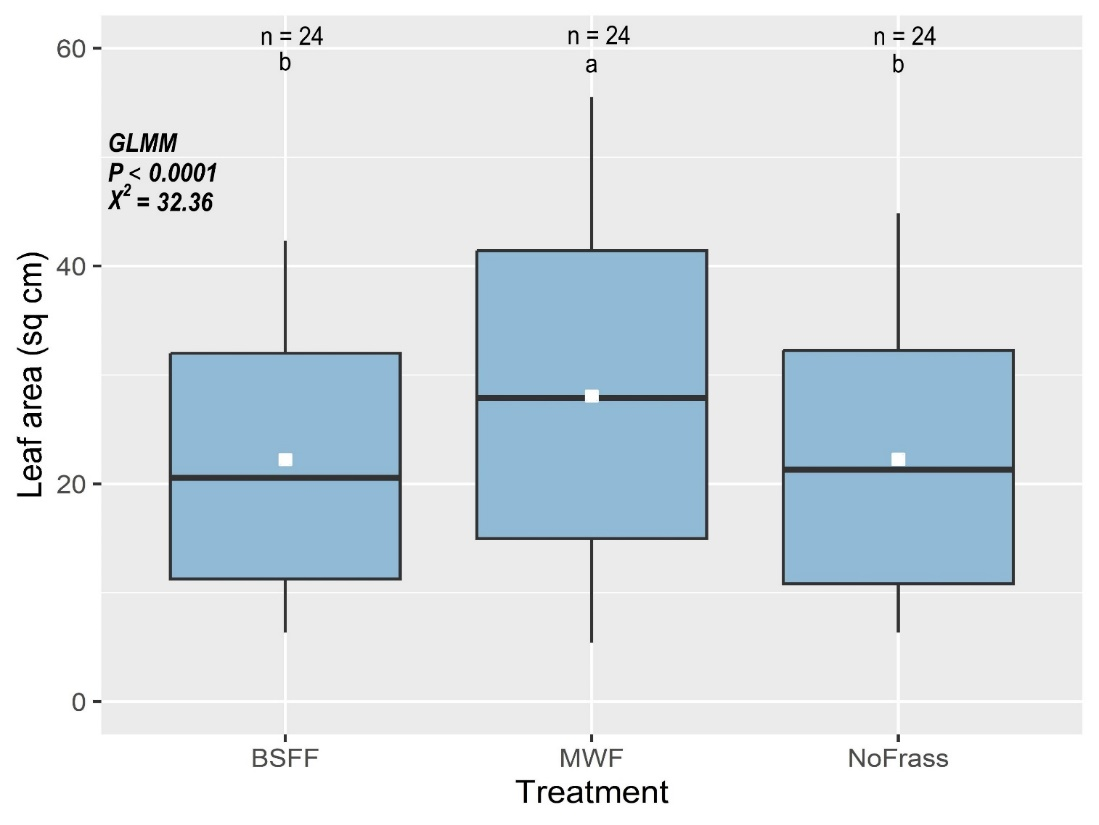 n = 24
b
n = 24
a
n = 24
b
GLMM
P < 0.0001
X² = 32.36
60
40
20
0
Leaf area (sq cm)
BSFF
MWF
NoFrass
Treatment